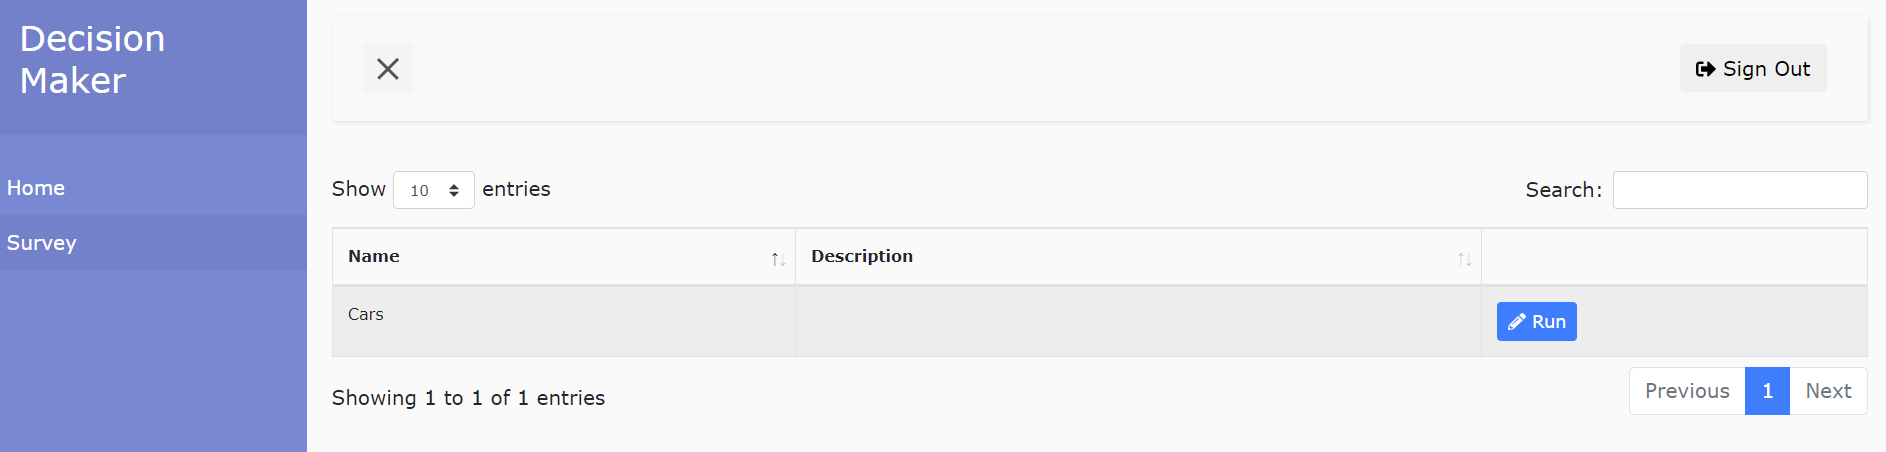 Decision
Maker
Sign Out
Home
Survey
Show 10 entries
Search:
Name
Description
Cars
Run
Showing 1 to 1 of 1 entries
Previous 1 Next